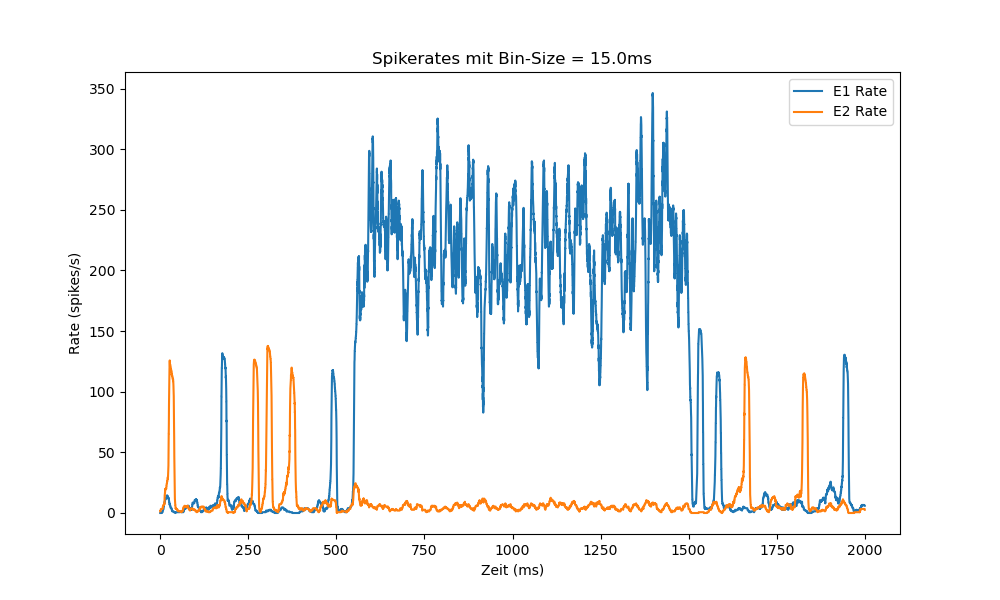 Spikerates mit Bin-Size = 15.0ms
E1 Rate
E2 Rate
Rate (spikes/s)
350
300
250
200
150
100
50
0
0 250 500 750 1000 1250 1500 1750 2000
Zeit (ms)